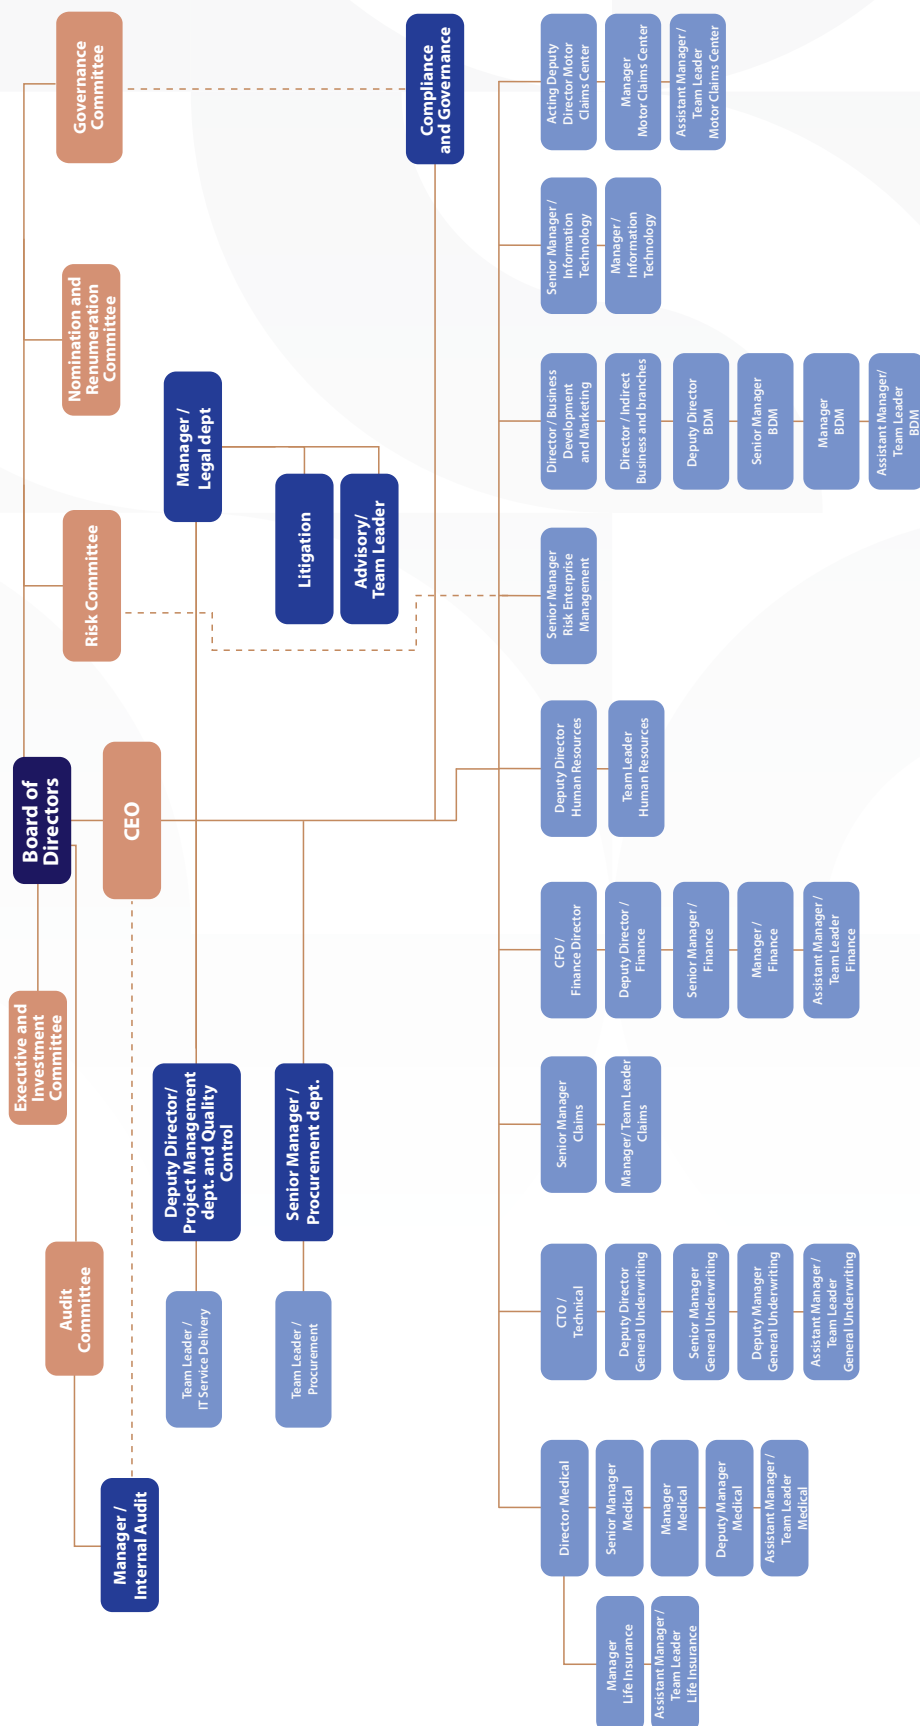 Board of
Directors
Executive and
Investment
Committee
Audit
Committee
Risk Committee
Nomination and
Renumeration
Committee
Governance
Committee
CEO
Manager /
Internal Audit
Deputy Director/
Project Management
dept. and Quality
Control
Manager /
Legal dept
Team Leader /
IT Service Delivery
Senior Manager /
Procurement dept.
Team Leader /
Procurement
Litigation
Advisory/
Team Leader
Compliance
and Governance
Director Medical
Senior Manager
Medical
Manager
Medical
Deputy Manager
Medical
Assistant Manager /
Team Leader
Medical
Manager
Life Insurance
Assistant Manager /
Team Leader
Life Insurance
CTO /
Technical
Deputy Director
General Underwriting
Senior Manager
General Underwriting
Deputy Manager
General Underwriting
Assistant Manager /
Team Leader
General Underwriting
Senior Manager
Claims
Manager/ Team Leader
Claims
CFO /
Finance Director
Deputy Director /
Finance
Senior Manager /
Finance
Manager /
Finance
Assistant Manager /
Team Leader
Finance
Deputy Director
Human Resources
Team Leader
Human Resources
Senior Manager
Risk Enterprise
Management
Director / Business
Development
and Marketing
Director / Indirect
Business and branches
Deputy Director
BDM
Senior Manager
BDM
Manager
BDM
Assistant Manager/
Team Leader
BDM
Senior Manager /
Information
Technology
Manager /
Information
Technology
Acting Deputy
Director Motor
Claims Center
Manager
Motor Claims Center
Assistant Manager /
Team Leader
Motor Claims Center